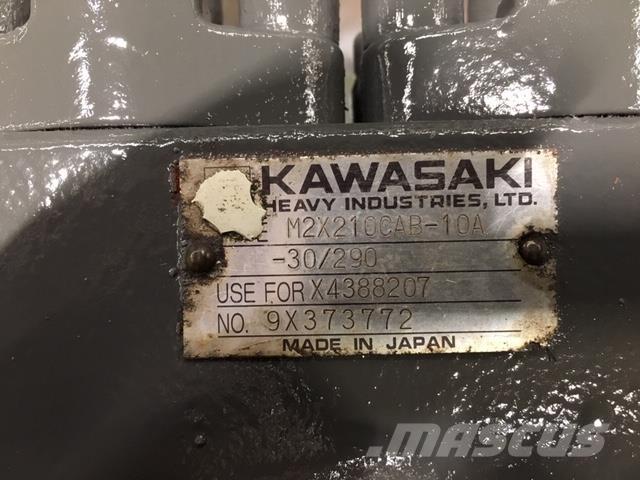 KAWASAKI
HEAVY INDUSTRIES, LTD.
M2X210CAB-10A
-30/290
USE FOR X4388207
NO. 9X373772
MADE IN JAPAN
MASCUS